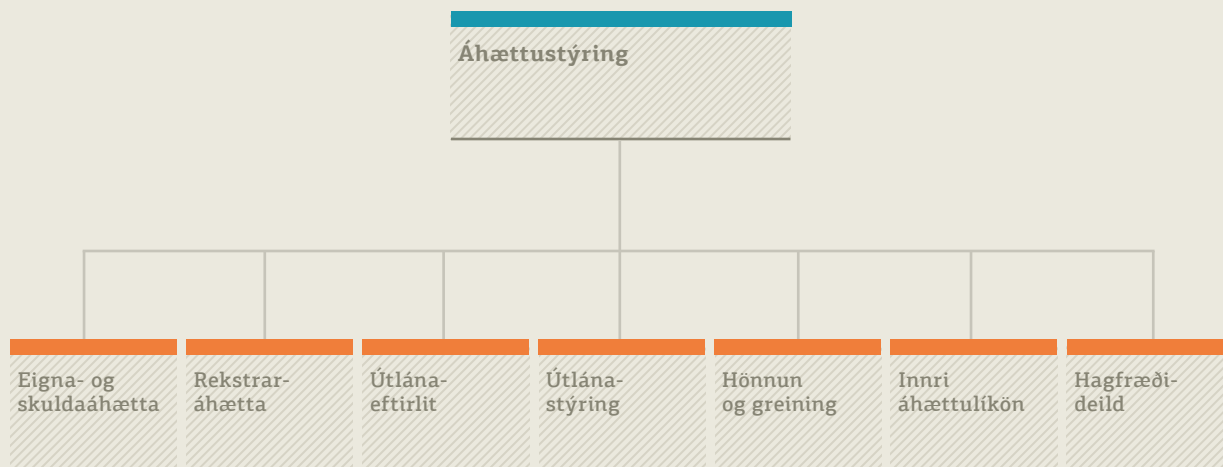 Áhættustýring
Eigna- og
skuldaáhætta
Rekstrar-
áhætta
Útlána-
eftirlit
Útlána-
stýring
Hönnun
og greining
Innri
áhættulíkön
Hagfræði-
deild